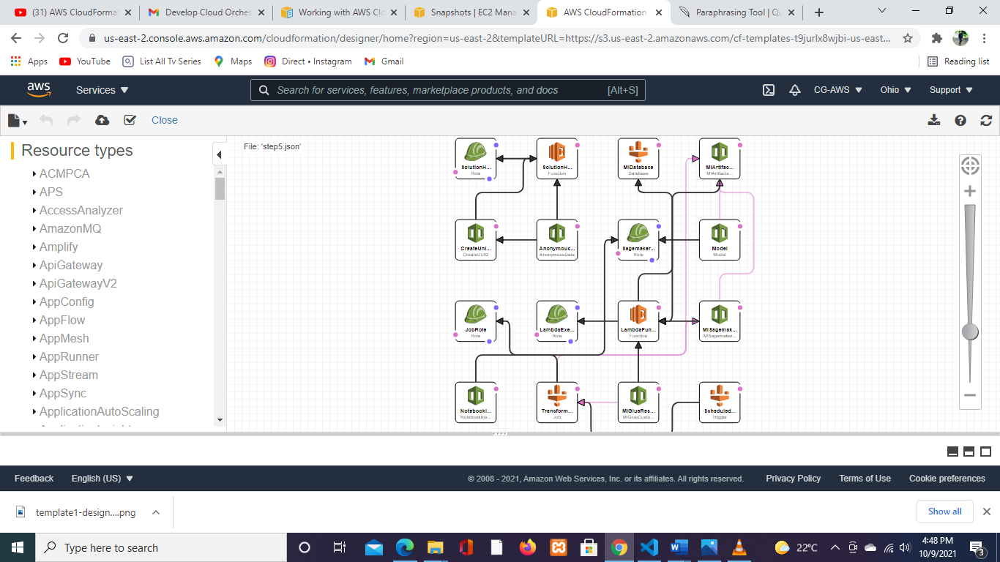 (31) AWS CloudFormat
Develop Cloud Orches
Working with AWS Clo
Snapshots | EC2 Mana
AWS CloudFormation
Paraphrasing Tool | Qu
us-east-2.console.aws.amazon.com/cloudformation/designer/home?region=us-east-2&templateURL=https://s3.us-east-2.amazonaws.com/cf-templates-t9jurlx8wjbi-us-east...
Apps
YouTube
List All Tv Series
Maps
Direct • Instagram
Gmail
Reading list
aws
Services
Search for services, features, marketplace products, and docs
[Alt+S]
CG-AWS
Ohio
Support
Close
Resource types
ACMPCA
APS
AccessAnalyzer
AmazonMQ
Amplify
ApiGateway
ApiGatewayV2
AppConfig
AppFlow
AppMesh
AppRunner
AppStream
AppSync
ApplicationAutoScaling
File: 'step5.json'
SolutionH...
Role
SolutionH...
Function
MIDatabase
Database
MIArtifac...
MIArtifacts...
CreateUni...
CreateUUID
Anonymous...
AnonymousData
Sagemaker...
Role
Model
Model
JobRole
Role
LambdaExe...
Role
LambdaFun...
Function
MISagemak...
MISagemaker...
NotebookI...
NotebookIns...
Transform...
Job
MIGlueRes...
MIGlueCusto...
Scheduled...
Trigger
Feedback
English (US)
© 2008 - 2021, Amazon Web Services, Inc. or its affiliates. All rights reserved.
Privacy Policy
Terms of Use
Cookie preferences
template1-design....png
Show all
Type here to search
22°C
4:48 PM
10/9/2021
3